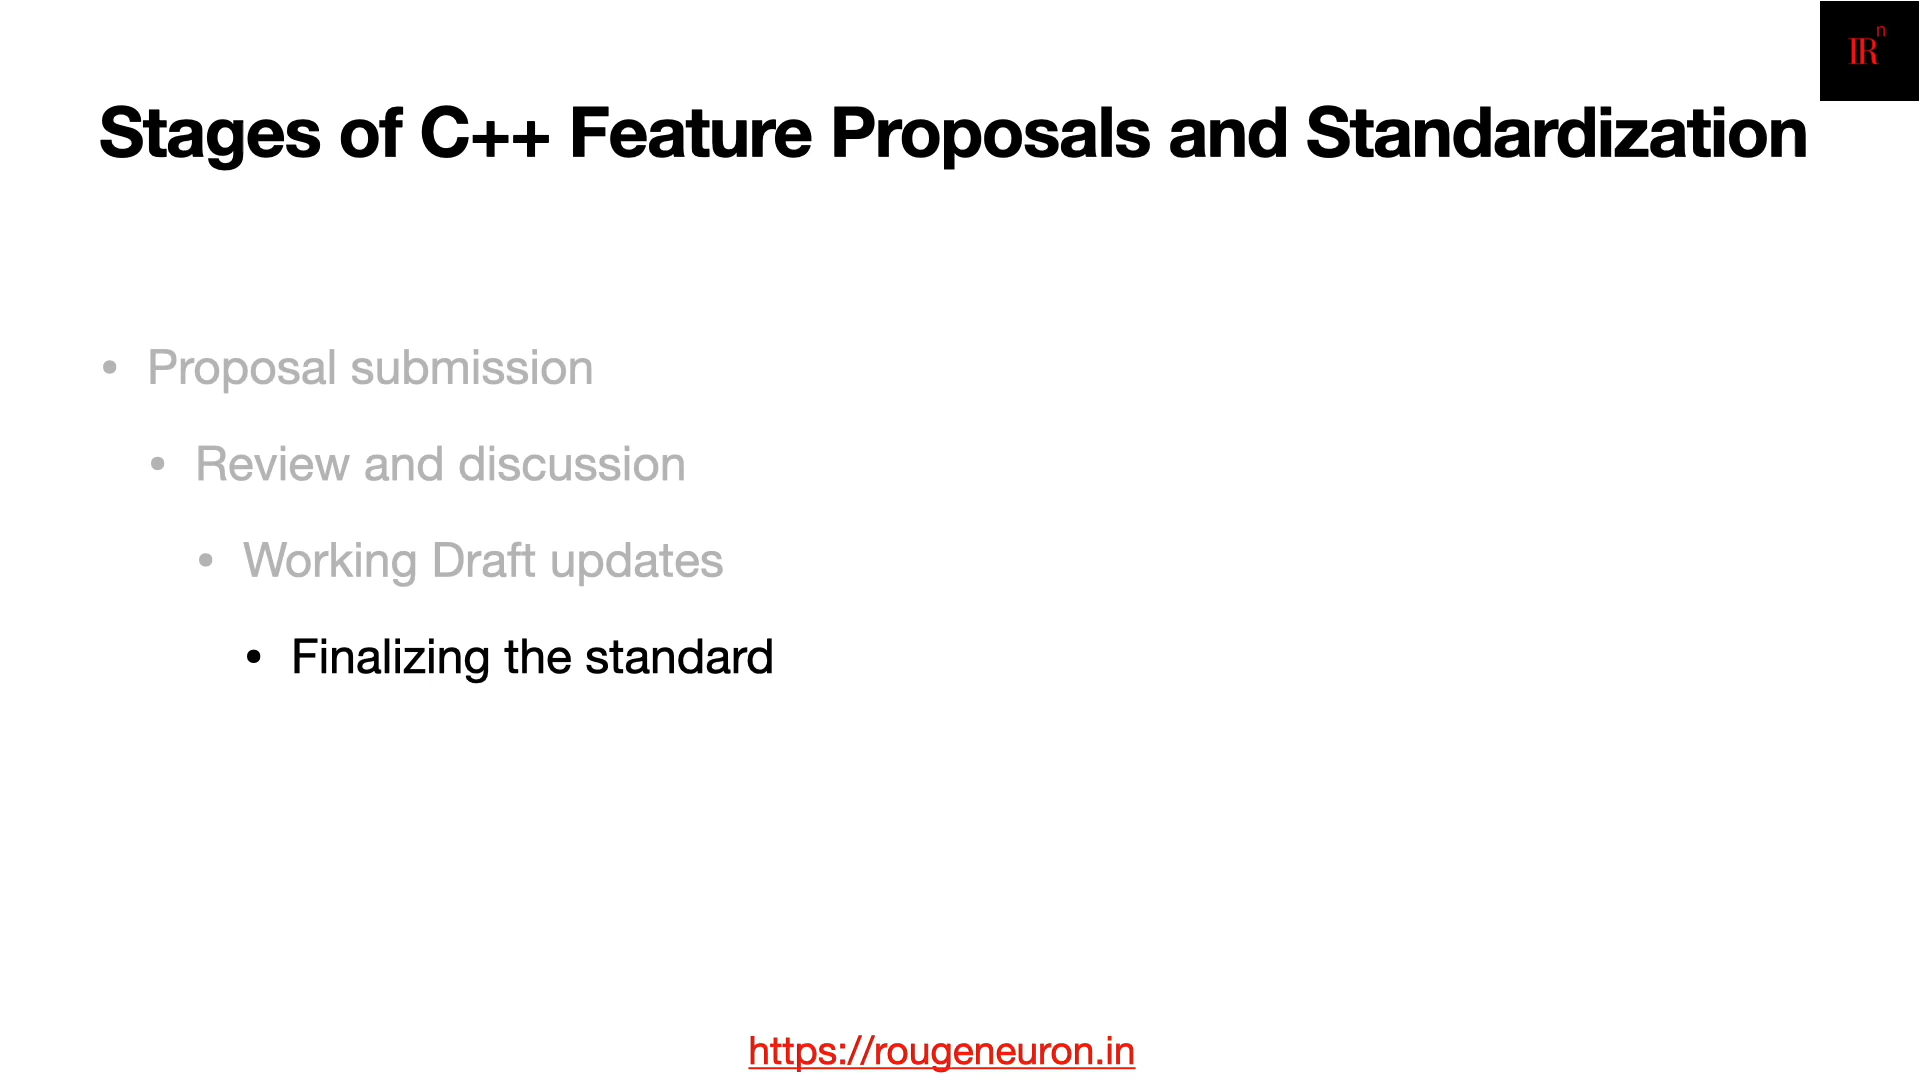 IRn
Stages of C++ Feature Proposals and Standardization
• Proposal submission
• Review and discussion
• Working Draft updates
• Finalizing the standard
https://rougeneuron.in